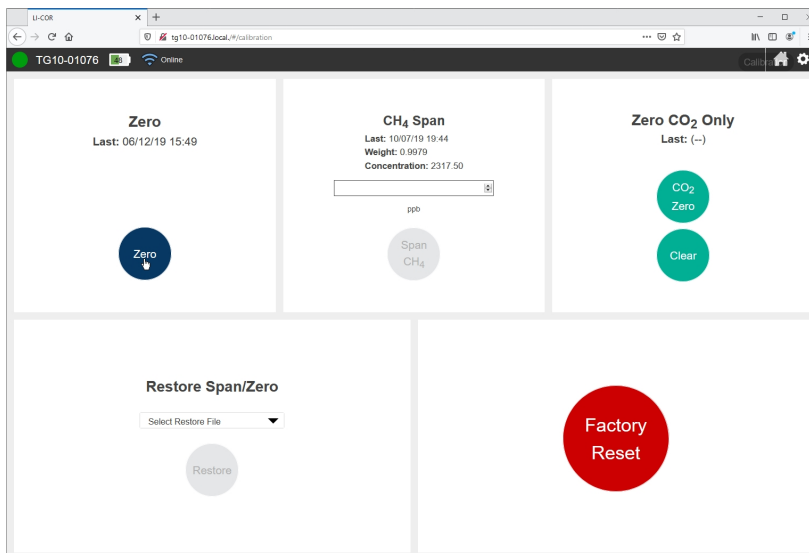 LI-COR
tg10-01076.local./#/calibration
TG10-01076
48
Online
Zero
Last: 06/12/19 15:49
Zero
CH4 Span
Last: 10/07/19 19:44
Weight: 0.9979
Concentration: 2317.50
ppb
Span
CH4
Zero CO2 Only
Last: (--)
CO2
Zero
Clear
Restore Span/Zero
Select Restore File
Restore
Factory
Reset